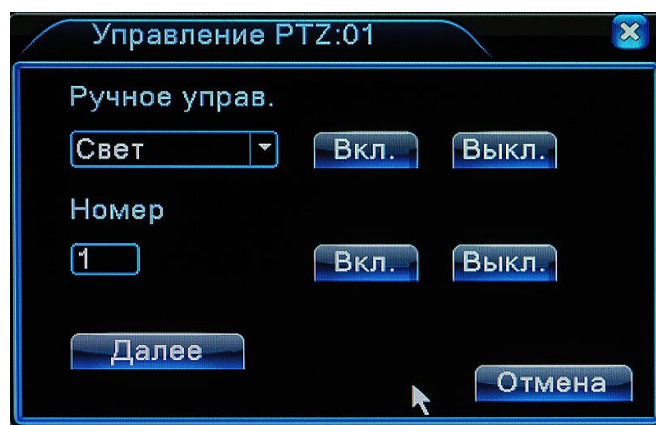 Управление PTZ:01
Ручное управ.
Свет Вкл. Выкл.
Номер
1 Вкл. Выкл.
Далее
Отмена